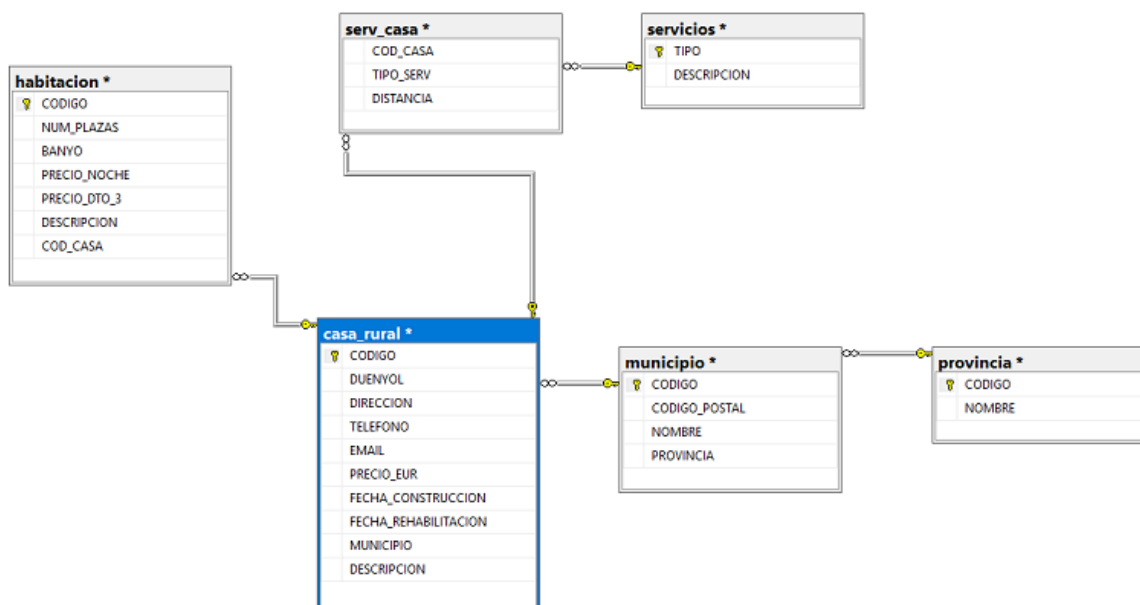 serv_casa *
COD_CASA
TIPO_SERV
DISTANCIA
servicios *
TIPO
DESCRIPCION
habitacion *
CODIGO
NUM_PLAZAS
BANYO
PRECIO_NOCHE
PRECIO_DTO_3
DESCRIPCION
COD_CASA
casa_rural *
CODIGO
DUENYOL
DIRECCION
TELEFONO
EMAIL
PRECIO_EUR
FECHA_CONSTRUCCION
FECHA_REHABILITACION
MUNICIPIO
DESCRIPCION
municipio *
CODIGO
CODIGO_POSTAL
NOMBRE
PROVINCIA
provincia *
CODIGO
NOMBRE